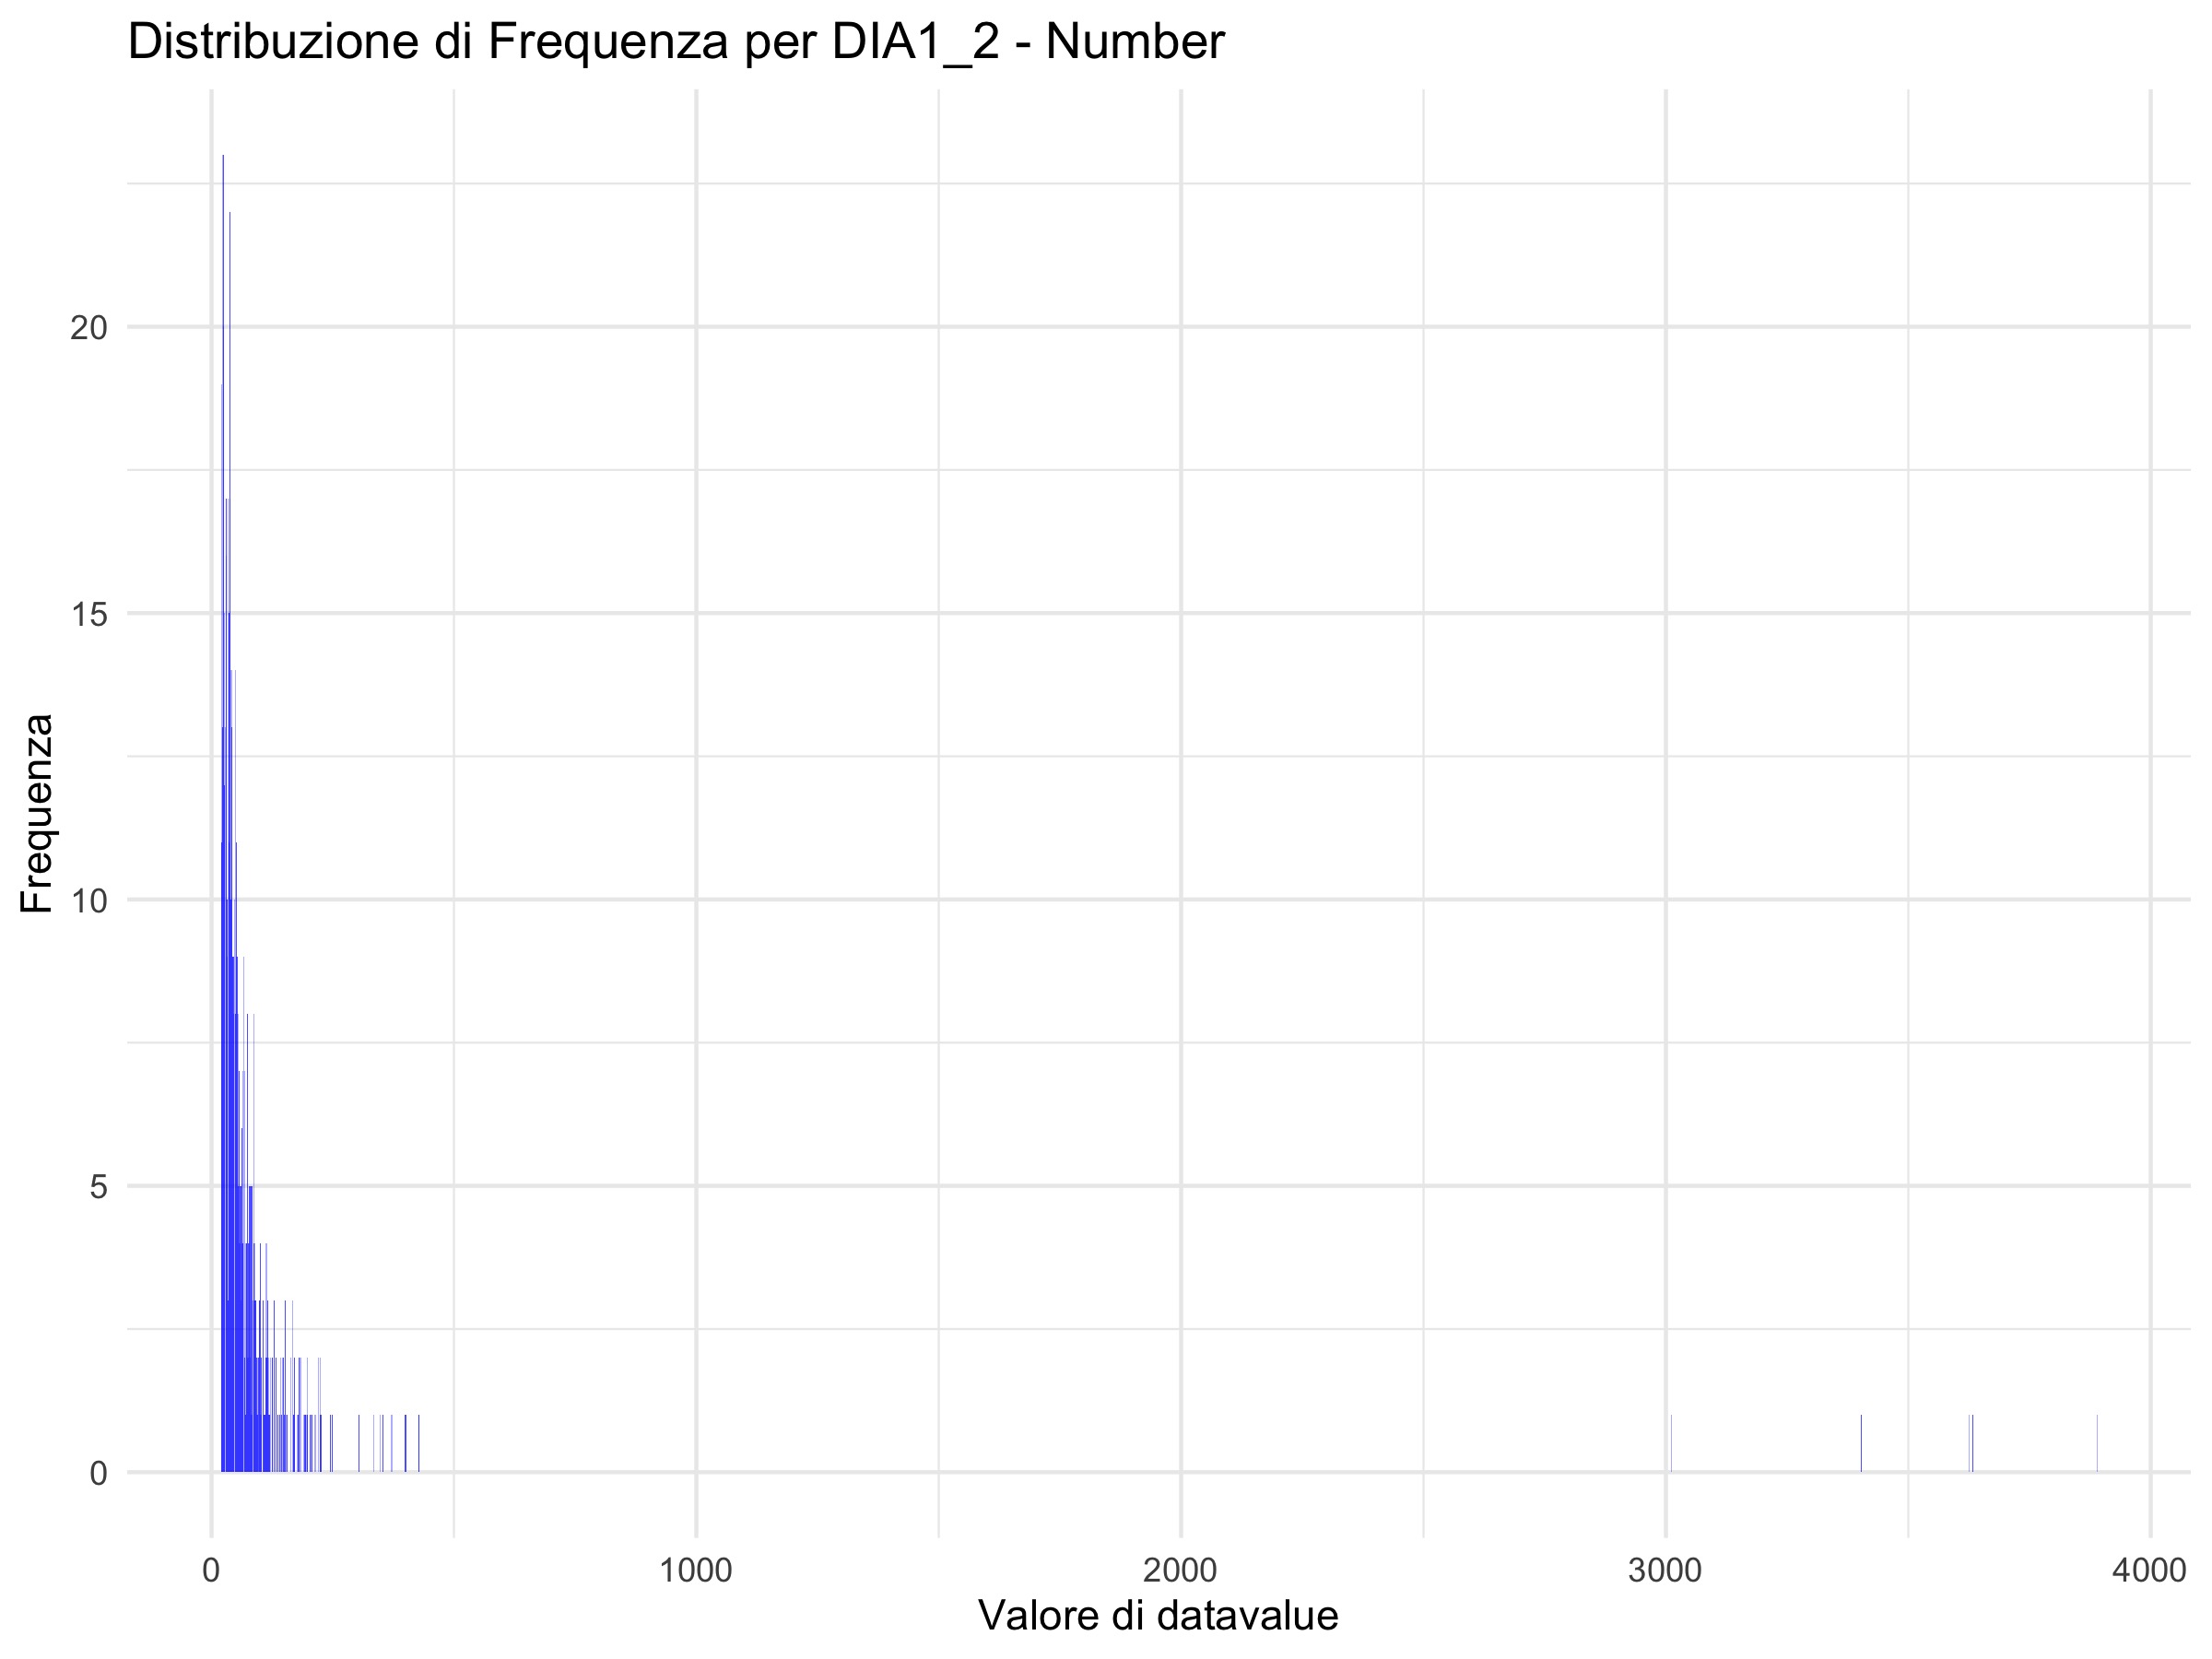 Distribuzione di Frequenza per DIA1_2 - Number
Frequenza
20
15
10
5
0
0 1000 2000 3000 4000
Valore di datavalue